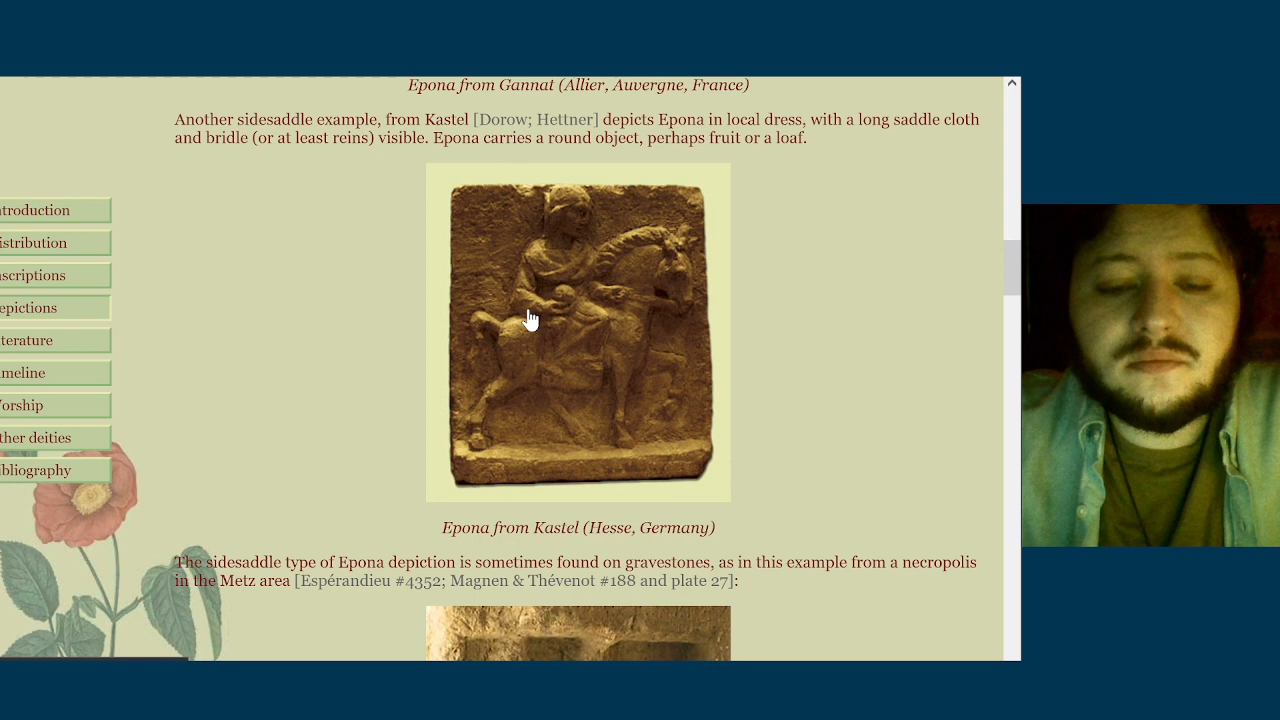 Epona from Gannat (Allier, Auvergne, France)
Another sidesaddle example, from Kastel [Dorow; Hettner] depicts Epona in local dress, with a long saddle cloth
and bridle (or at least reins) visible. Epona carries a round object, perhaps fruit or a loaf.
ntroduction
istribution
scriptions
epictions
terature
meline
orship
ther deities
ibliography
Epona from Kastel (Hesse, Germany)
The sidesaddle type of Epona depiction is sometimes found on gravestones, as in this example from a necropolis
in the Metz area [Espérandieu #4352; Magnen & Thévenot #188 and plate 27]: